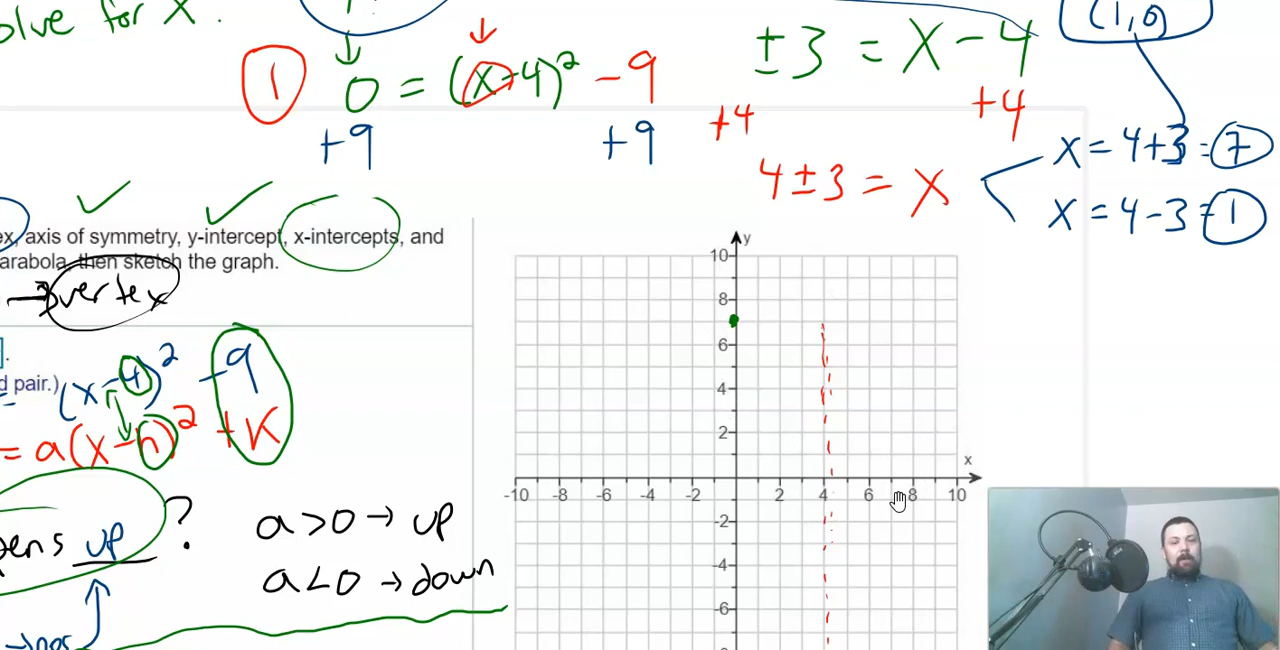 olve for x.
① 0 = (x-4)² - 9
+9 +9
±3 = x - 4
+4 +4
4 ± 3 = x
(1,0)
x = 4+3 = 7
x = 4-3 = 1
ex, axis of symmetry, y-intercept, x-intercepts, and
arabola, then sketch the graph.
→ vertex
].
d pair.) (x-4)² -9
= a(x-h)² +K
pens up ?
a>0 → up
a<0 → down
→pos
y
10
8
6
4
2
x
-10 -8 -6 -4 -2 2 4 6 8 10
-2
-4
-6